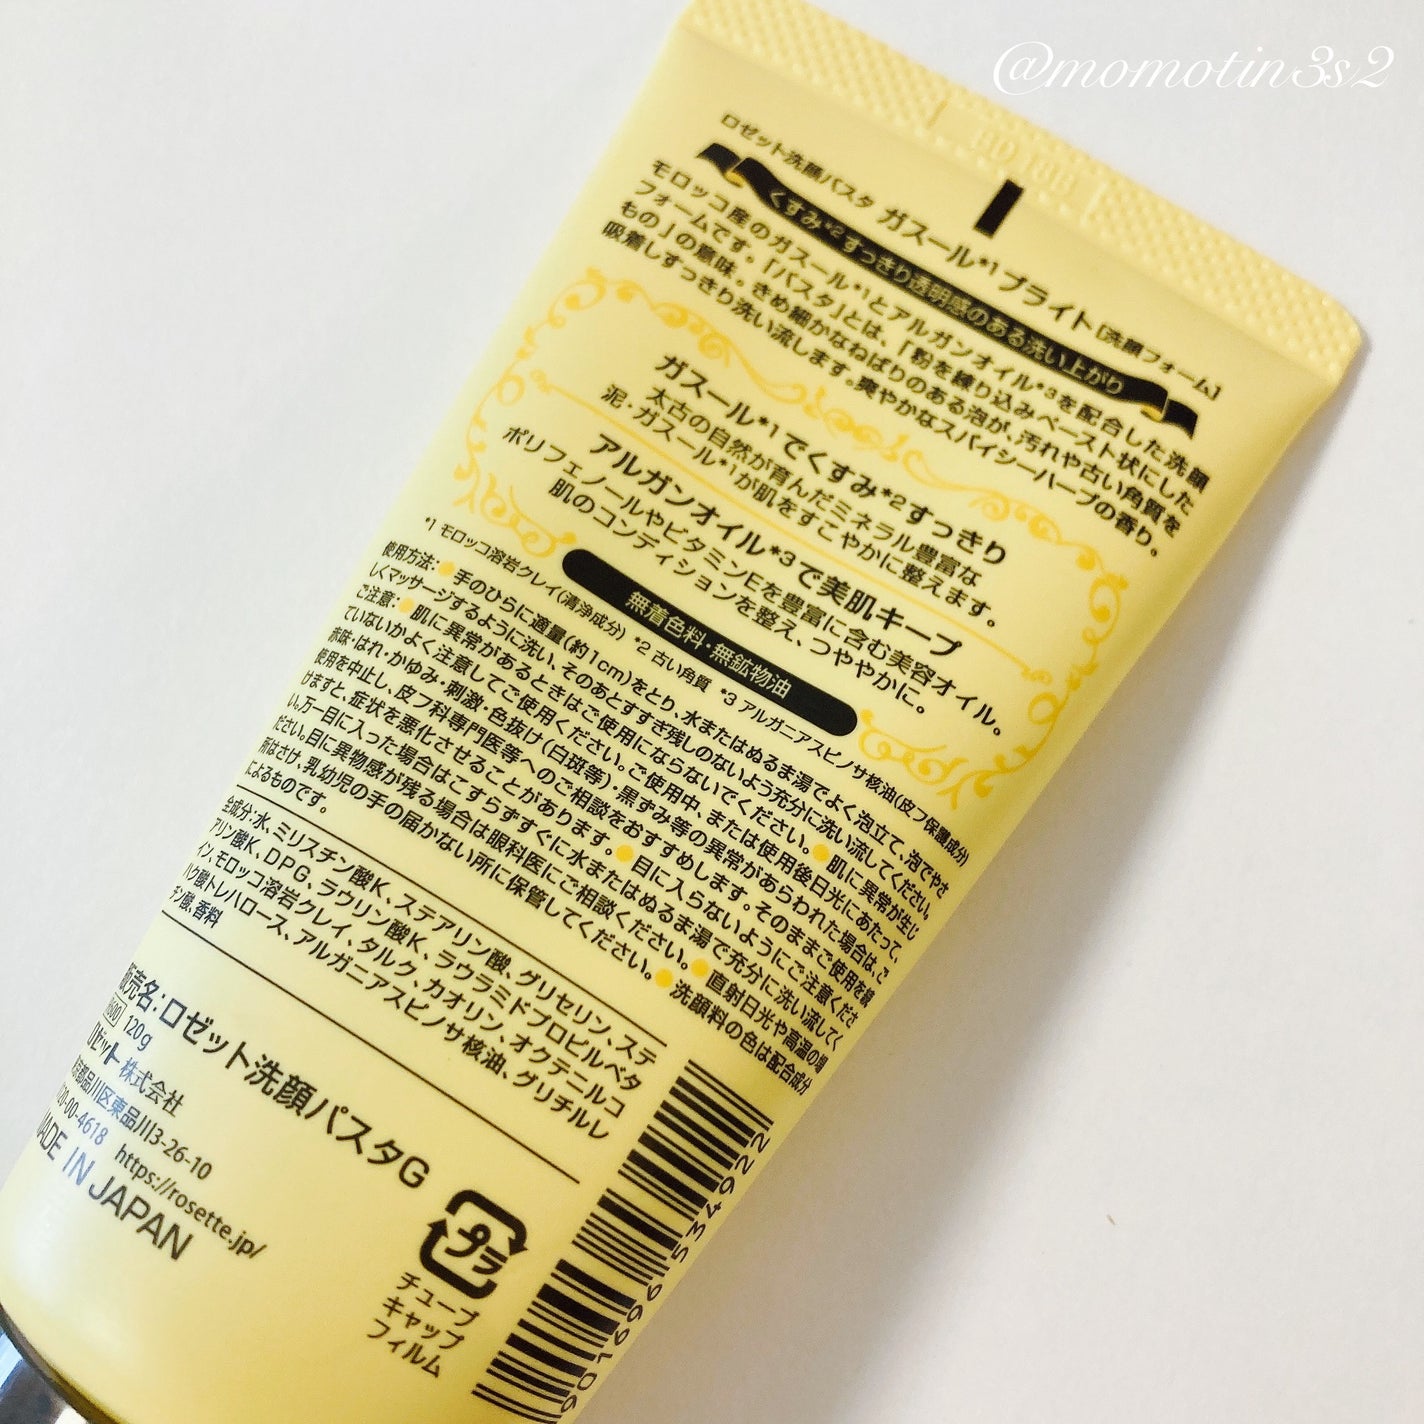 @momotin3s2
ロゼット洗顔パスタ ガスール*1ブライト[洗顔フォーム]
くすみ*2すっきり透明感のある洗い上がり
モロッコ産のガスール*1とアルガンオイル*3を配合した洗顔
フォームです。「パスタ」とは、「粉を練り込みペースト状にした
もの」の意味。きめ細かなねばりのある泡が、汚れや古い角質を
吸着しすっきり洗い流します。爽やかなスパイシーハーブの香り。
ガスール*1でくすみ*2すっきり
太古の自然が育んだミネラル豊富な
泥・ガスール*1が肌をすこやかに整えます。
アルガンオイル*3で美肌キープ
ポリフェノールやビタミンEを豊富に含む美容オイル。
肌のコンディションを整え、つややかに。
無着色料・無鉱物油
*1 モロッコ溶岩クレイ(清浄成分) *2 古い角質 *3 アルガニアスピノサ核油(皮フ保護成分)
使用方法:●手のひらに適量(約1cm)をとり、水またはぬるま湯でよく泡立て、泡でやさ
しくマッサージするように洗い、そのあとすすぎ残しのないよう充分に洗い流してください。
ご注意:●肌に異常があるときはご使用にならないでください。●肌に異常が生じ
ていないかよく注意してご使用ください。ご使用中、または使用後日光にあたって、
赤味・はれ・かゆみ・刺激・色抜け(白斑等)・黒ずみ等の異常があらわれた場合は、ご
使用を中止し、皮フ科専門医等へのご相談をおすすめします。そのままご使用を続
けますと、症状を悪化させることがあります。●目に入らないようにご注意くださ
い。万一目に入った場合はこすらずすぐに水またはぬるま湯で充分に洗い流してく
ださい。目に異物感が残る場合は眼科医にご相談ください。●直射日光や高温の場
所はさけ、乳幼児の手の届かない所に保管してください。●洗顔料の色は配合成分
によるものです。
全成分:水、ミリスチン酸K、ステアリン酸、グリセリン、ステ
アリン酸K、DPG、ラウリン酸K、ラウラミドプロピルベタ
イン、モロッコ溶岩クレイ、タルク、カオリン、オクテニルコ
ハク酸トレハロース、アルガニアスピノサ核油、グリチルレ
チン酸、香料
販売名:ロゼット洗顔パスタG
120g
ロゼット株式会社
東京都品川区東品川3-26-10
20-00-4618 https://rosette.jp/
MADE IN JAPAN
プラ
チューブ
キャップ
フィルム
4901696534922